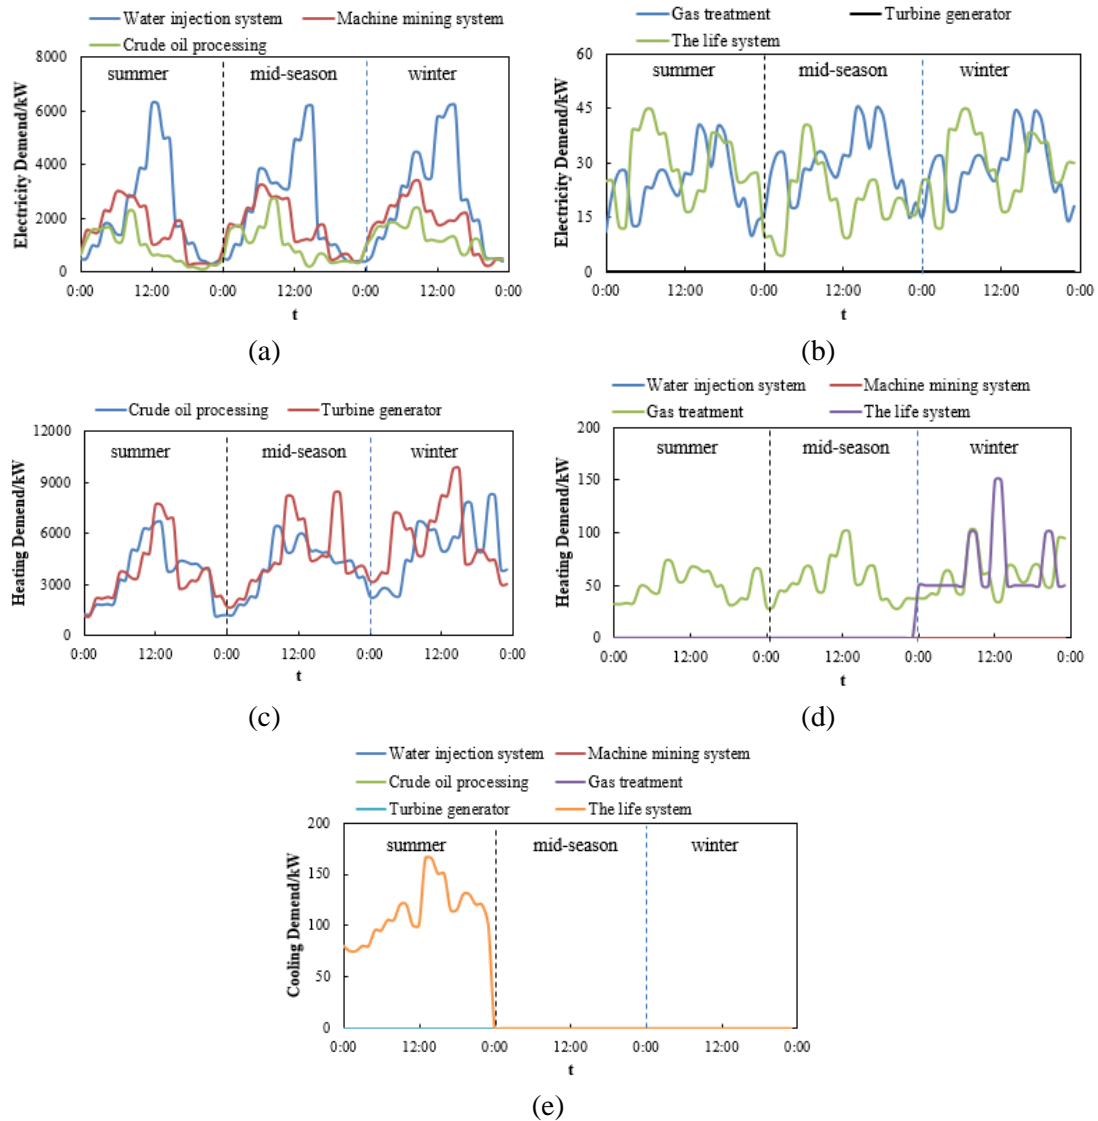 Water injection system Machine mining system
Crude oil processing
8000
6000
4000
2000
0
Electricity Demend/kW
summer mid-season winter
0:00 12:00 0:00 12:00 0:00 12:00 0:00
t
(a)
Gas treatment Turbine generator
The life system
60
45
30
15
0
Electricity Demend/kW
summer mid-season winter
0:00 12:00 0:00 12:00 0:00 12:00 0:00
t
(b)
Crude oil processing Turbine generator
12000
9000
6000
3000
0
Heating Demend/kW
summer mid-season winter
0:00 12:00 0:00 12:00 0:00 12:00 0:00
t
(c)
Water injection system Machine mining system
Gas treatment The life system
200
150
100
50
0
Heating Demend/kW
summer mid-season winter
0:00 12:00 0:00 12:00 0:00 12:00 0:00
t
(d)
Water injection system Machine mining system
Crude oil processing Gas treatment
Turbine generator The life system
200
150
100
50
0
Cooling Demend/kW
summer mid-season winter
0:00 12:00 0:00 12:00 0:00 12:00 0:00
t
(e)